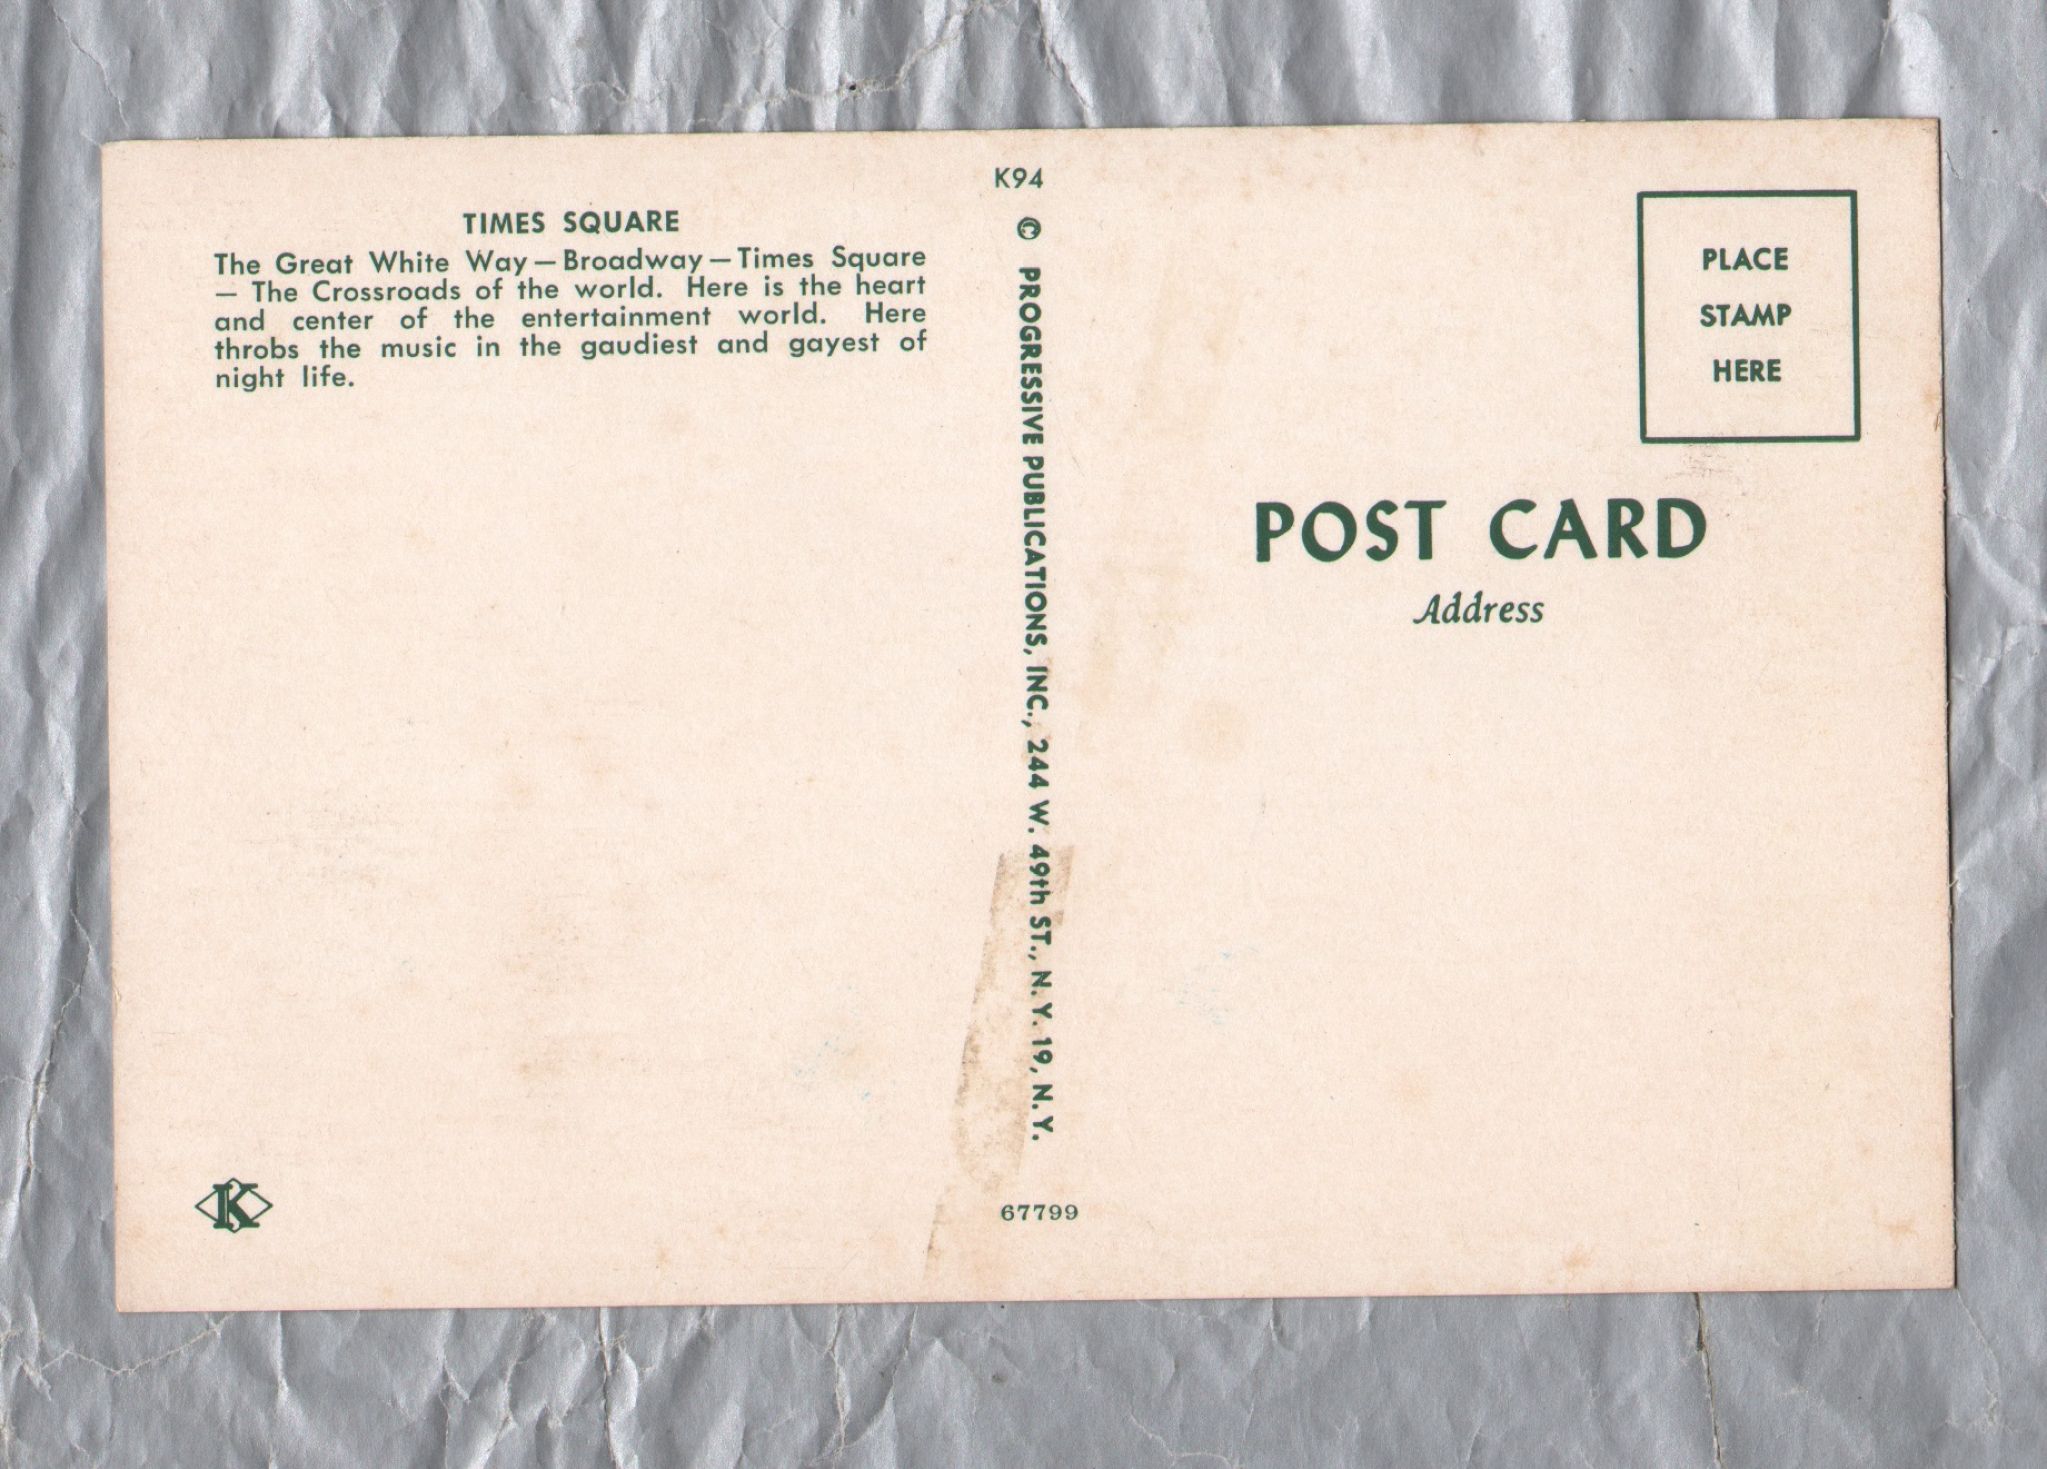 K94
TIMES SQUARE
The Great White Way — Broadway — Times Square
— The Crossroads of the world. Here is the heart
and center of the entertainment world. Here
throbs the music in the gaudiest and gayest of
night life.
© PROGRESSIVE PUBLICATIONS, INC., 244 W. 49th ST., N. Y. 19, N. Y.
PLACE
STAMP
HERE
POST CARD
Address
K
67799